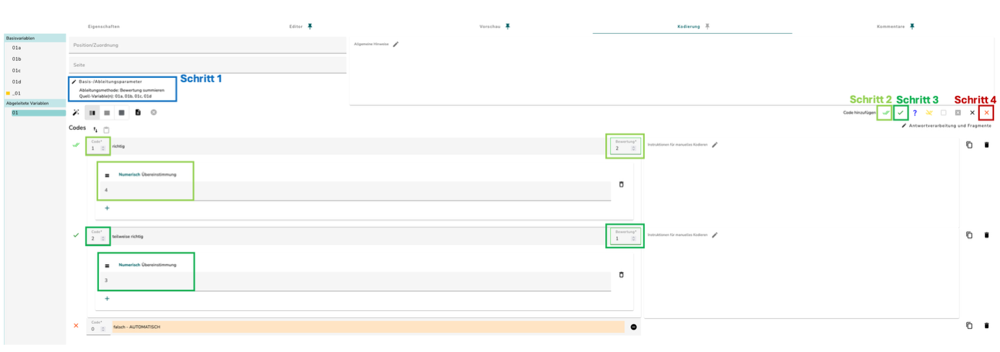 Eigenschaften Editor Vorschau Kodierung Kommentare
Basisvariablen
01a
01b
01c
01d
_01
Abgeleitete Variablen
01
Position/Zuordnung
Seite
Allgemeine Hinweise
Basis-/Ableitungsparameter
Ableitungsmethode: Bewertung summieren
Quell-Variable(n): 01a, 01b, 01c, 01d
Schritt 1
Schritt 2 Schritt 3 Schritt 4
Code hinzufügen
?
Antwortverarbeitung und Fragmente
Codes
Code*
1
richtig
Bewertung*
2
Instruktionen für manuelles Kodieren
Numerisch Übereinstimmung
4
+
Code*
2
teilweise richtig
Bewertung*
1
Instruktionen für manuelles Kodieren
Numerisch Übereinstimmung
3
+
Code*
0
falsch - AUTOMATISCH